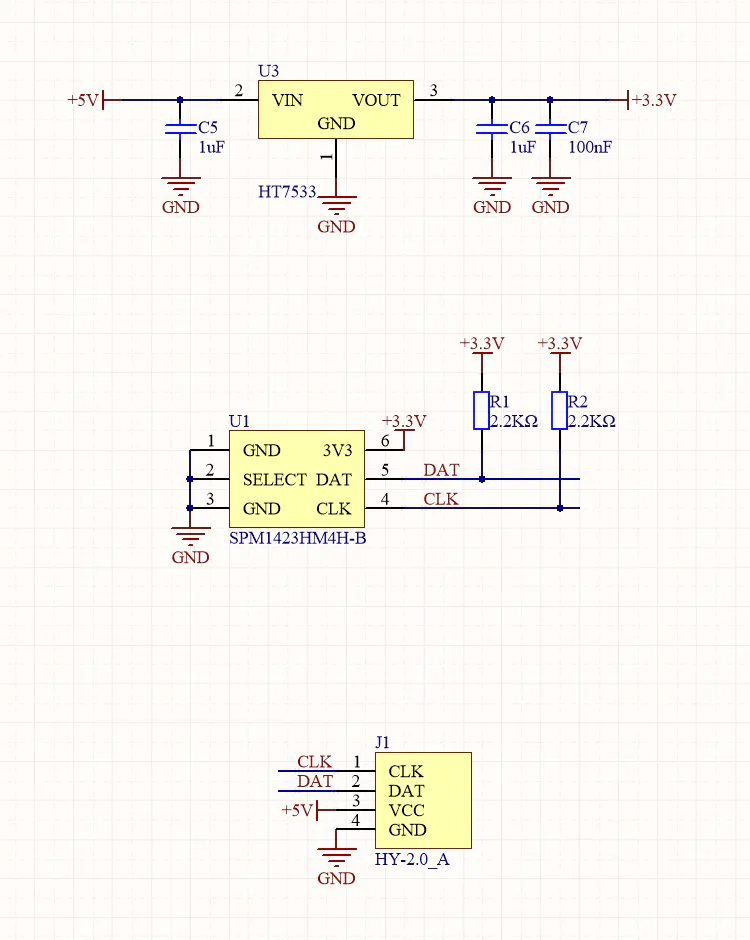 U3
+5V
2
VIN
VOUT
3
+3.3V
GND
C5
1uF
C6
1uF
C7
100nF
1
HT7533
GND
GND
GND
GND
+3.3V
+3.3V
R1
2.2KΩ
R2
2.2KΩ
U1
+3.3V
1
GND
3V3
6
2
SELECT
DAT
5
DAT
3
GND
CLK
4
CLK
SPM1423HM4H-B
GND
J1
CLK
1
CLK
DAT
2
DAT
+5V
3
VCC
4
GND
HY-2.0_A
GND